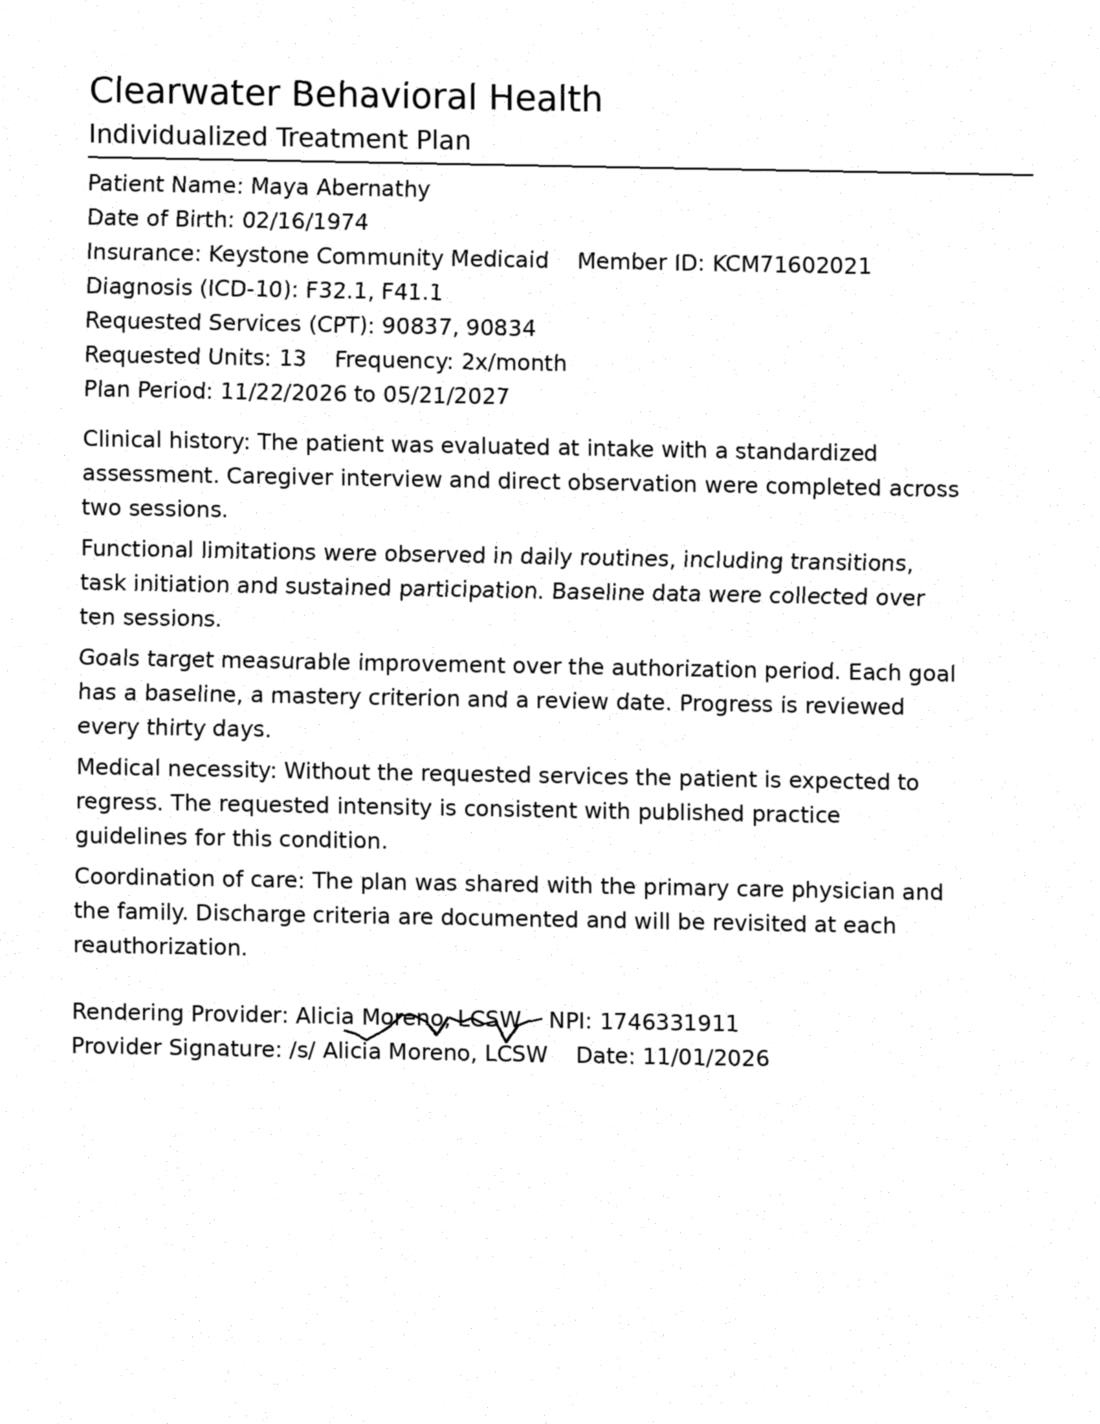 Clearwater Behavioral Health
Individualized Treatment Plan
Patient Name: Maya Abernathy
Date of Birth: 02/16/1974
Insurance: Keystone Community Medicaid    Member ID: KCM71602021
Diagnosis (ICD-10): F32.1, F41.1
Requested Services (CPT): 90837, 90834
Requested Units: 13    Frequency: 2x/month
Plan Period: 11/22/2026 to 05/21/2027
Clinical history: The patient was evaluated at intake with a standardized
assessment. Caregiver interview and direct observation were completed across
two sessions.
Functional limitations were observed in daily routines, including transitions,
task initiation and sustained participation. Baseline data were collected over
ten sessions.
Goals target measurable improvement over the authorization period. Each goal
has a baseline, a mastery criterion and a review date. Progress is reviewed
every thirty days.
Medical necessity: Without the requested services the patient is expected to
regress. The requested intensity is consistent with published practice
guidelines for this condition.
Coordination of care: The plan was shared with the primary care physician and
the family. Discharge criteria are documented and will be revisited at each
reauthorization.
Rendering Provider: Alicia Moreno, LCSW    NPI: 1746331911
Provider Signature: /s/ Alicia Moreno, LCSW    Date: 11/01/2026